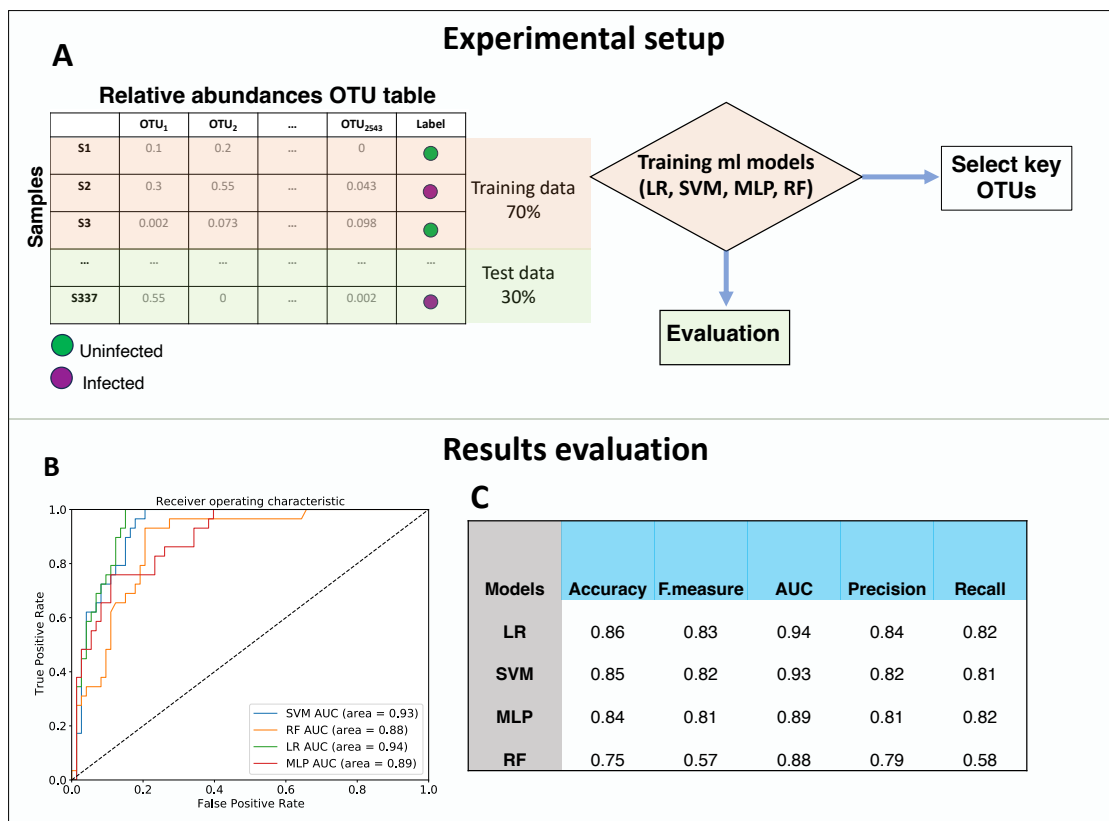 Experimental setup
A
Relative abundances OTU table
OTU1 OTU2 ... OTU2543 Label
S1 0.1 0.2 ... 0
S2 0.3 0.55 ... 0.043
S3 0.002 0.073 ... 0.098
... ... ... ... ... ...
S337 0.55 0 ... 0.002
Samples
Training data
70%
Test data
30%
Uninfected
Infected
Training ml models
(LR, SVM, MLP, RF)
Select key
OTUs
Evaluation
Results evaluation
B
Receiver operating characteristic
1.0
0.8
0.6
0.4
0.2
0.0
True Positive Rate
0.0 0.2 0.4 0.6 0.8 1.0
False Positive Rate
SVM AUC (area = 0.93)
RF AUC (area = 0.88)
LR AUC (area = 0.94)
MLP AUC (area = 0.89)
C
Models Accuracy F.measure AUC Precision Recall
LR 0.86 0.83 0.94 0.84 0.82
SVM 0.85 0.82 0.93 0.82 0.81
MLP 0.84 0.81 0.89 0.81 0.82
RF 0.75 0.57 0.88 0.79 0.58